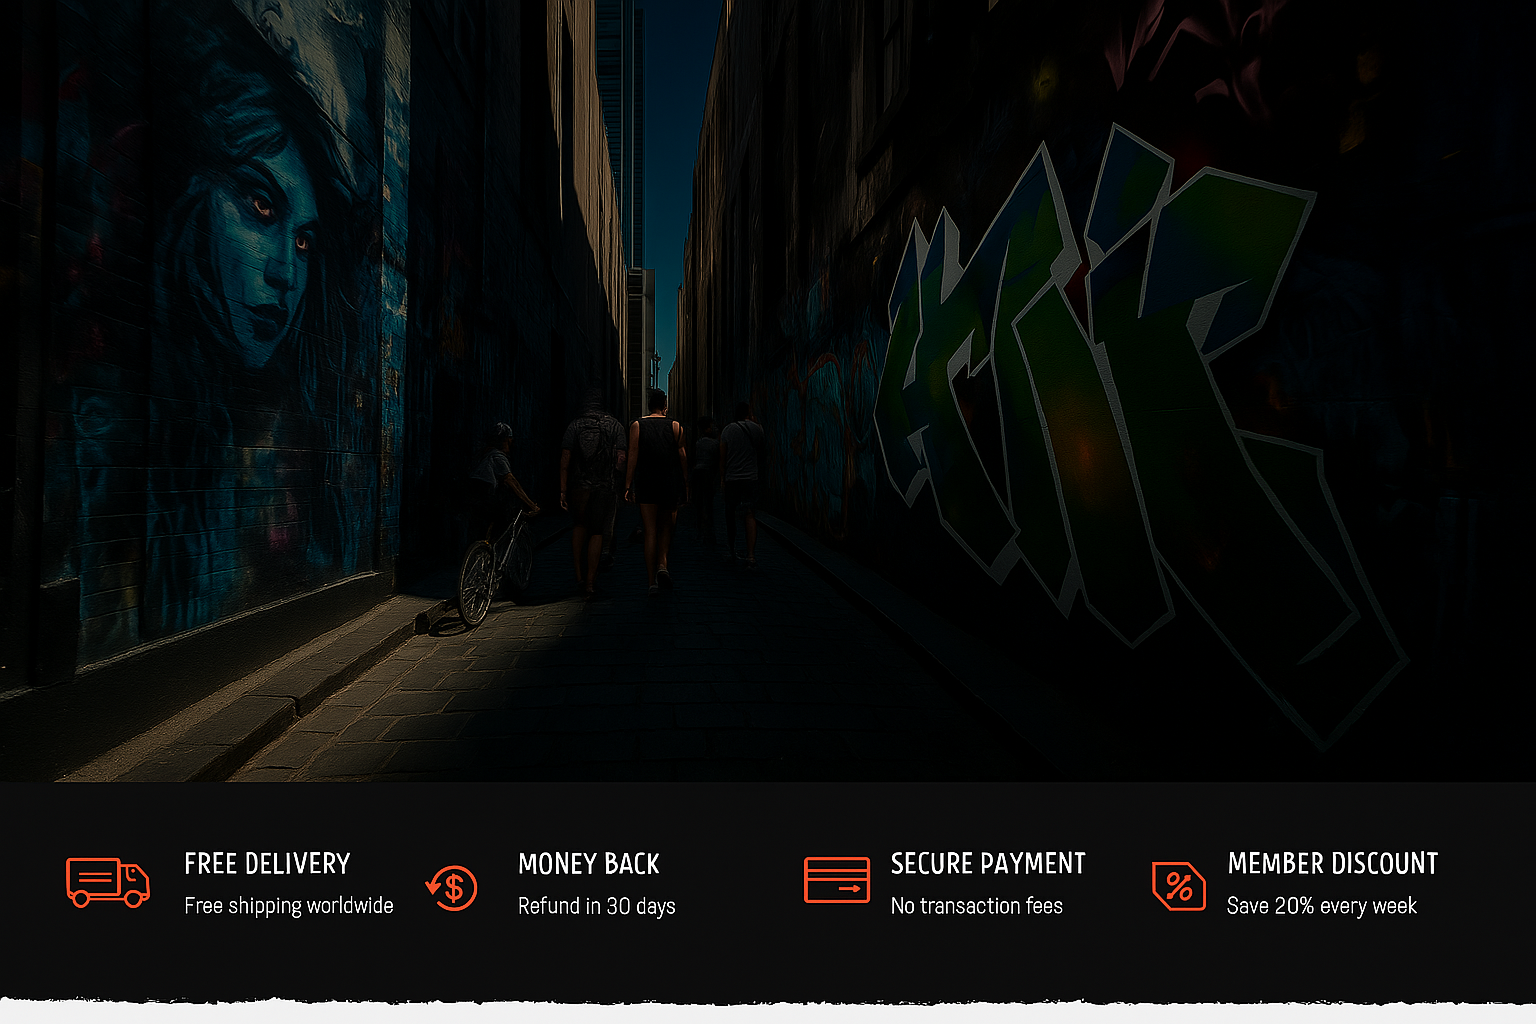 FREE DELIVERY
Free shipping worldwide
MONEY BACK
Refund in 30 days
SECURE PAYMENT
No transaction fees
MEMBER DISCOUNT
Save 20% every week